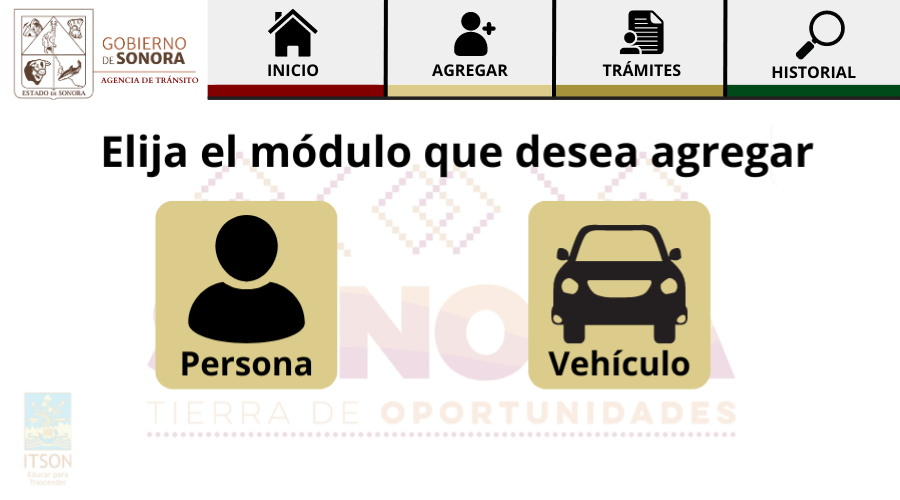 GOBIERNO
DE SONORA
AGENCIA DE TRÁNSITO
ESTADO DE SONORA
INICIO
AGREGAR
TRÁMITES
HISTORIAL
Elija el módulo que desea agregar
Persona
Vehículo
NO
TIERRA DE OPORTUNIDADES
ITSON
Educar para
Trascender